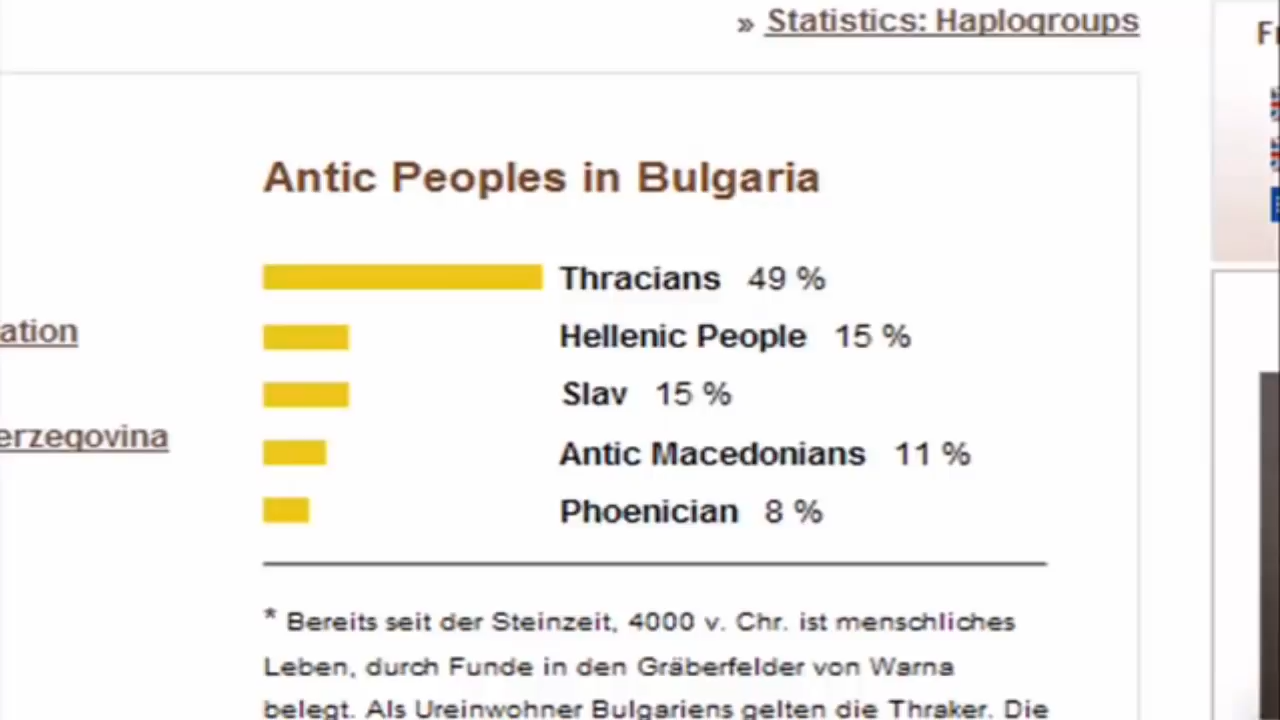 » Statistics: Haplogroups
Antic Peoples in Bulgaria
Thracians 49 %
Hellenic People 15 %
ation
Slav 15 %
erzegovina
Antic Macedonians 11 %
Phoenician 8 %
* Bereits seit der Steinzeit, 4000 v. Chr. ist menschliches
Leben, durch Funde in den Gräberfelder von Warna
belegt. Als Ureinwohner Bulgariens gelten die Thraker. Die